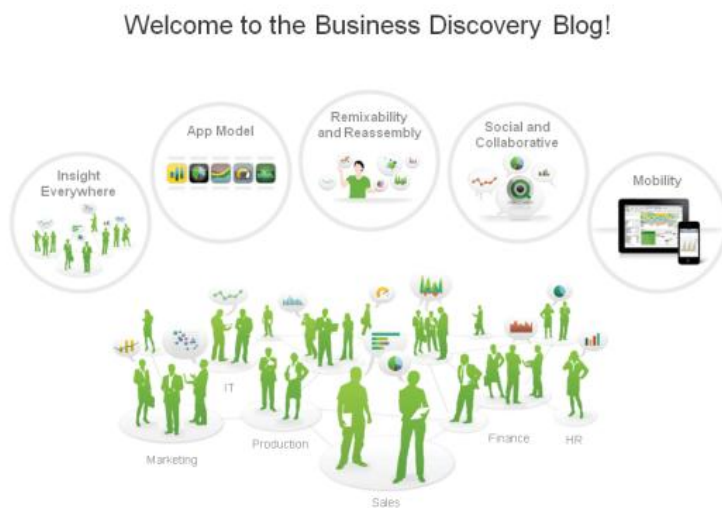 Welcome to the Business Discovery Blog!
Insight
Everywhere
App Model
Remixability
and Reassembly
Social and
Collaborative
Mobility
IT
Marketing
Production
Sales
Finance
HR